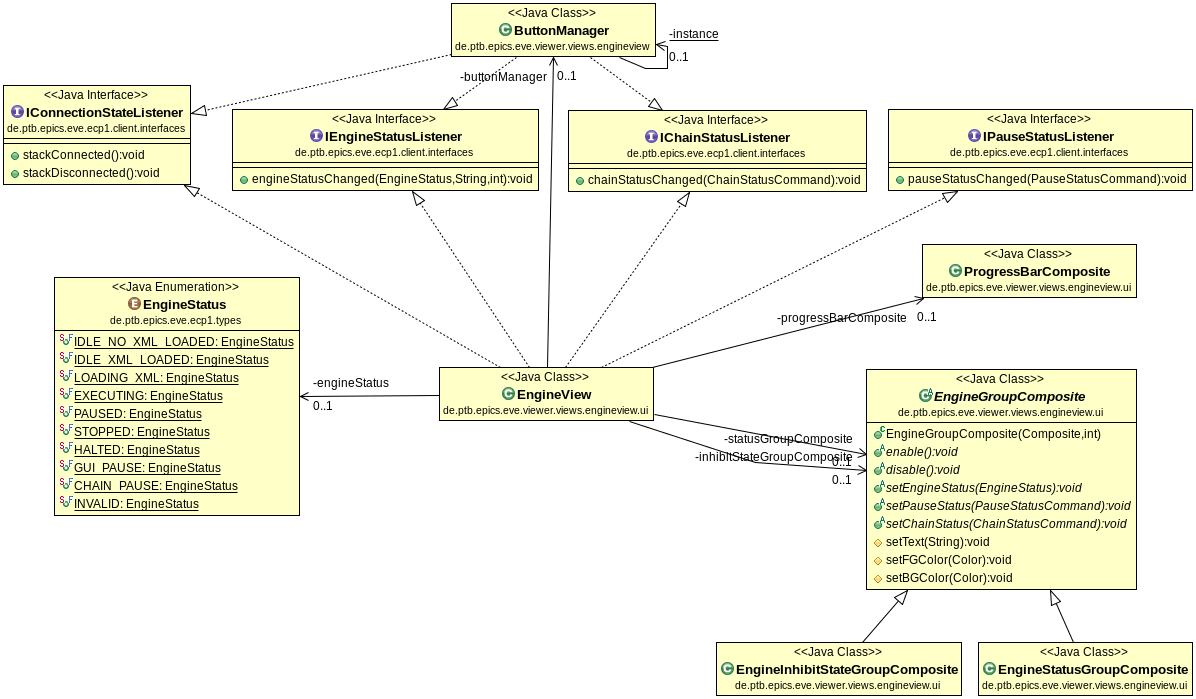 <<Java Class>>
ButtonManager
de.ptb.epics.eve.viewer.views.engineview
-instance
0..1
-buttonManager
0..1
<<Java Interface>>
IConnectionStateListener
de.ptb.epics.eve.ecp1.client.interfaces
stackConnected():void
stackDisconnected():void
<<Java Interface>>
IEngineStatusListener
de.ptb.epics.eve.ecp1.client.interfaces
engineStatusChanged(EngineStatus,String,int):void
<<Java Interface>>
IChainStatusListener
de.ptb.epics.eve.ecp1.client.interfaces
chainStatusChanged(ChainStatusCommand):void
<<Java Interface>>
IPauseStatusListener
de.ptb.epics.eve.ecp1.client.interfaces
pauseStatusChanged(PauseStatusCommand):void
<<Java Class>>
ProgressBarComposite
de.ptb.epics.eve.viewer.views.engineview.ui
-progressBarComposite
0..1
<<Java Enumeration>>
EngineStatus
de.ptb.epics.eve.ecp1.types
IDLE_NO_XML_LOADED: EngineStatus
IDLE_XML_LOADED: EngineStatus
LOADING_XML: EngineStatus
EXECUTING: EngineStatus
PAUSED: EngineStatus
STOPPED: EngineStatus
HALTED: EngineStatus
GUI_PAUSE: EngineStatus
CHAIN_PAUSE: EngineStatus
INVALID: EngineStatus
-engineStatus
0..1
<<Java Class>>
EngineView
de.ptb.epics.eve.viewer.views.engineview.ui
-statusGroupComposite
0..1
-inhibitStateGroupComposite
0..1
<<Java Class>>
EngineGroupComposite
de.ptb.epics.eve.viewer.views.engineview.ui
EngineGroupComposite(Composite,int)
enable():void
disable():void
setEngineStatus(EngineStatus):void
setPauseStatus(PauseStatusCommand):void
setChainStatus(ChainStatusCommand):void
setText(String):void
setFGColor(Color):void
setBGColor(Color):void
<<Java Class>>
EngineInhibitStateGroupComposite
de.ptb.epics.eve.viewer.views.engineview.ui
<<Java Class>>
EngineStatusGroupComposite
de.ptb.epics.eve.viewer.views.engineview.ui